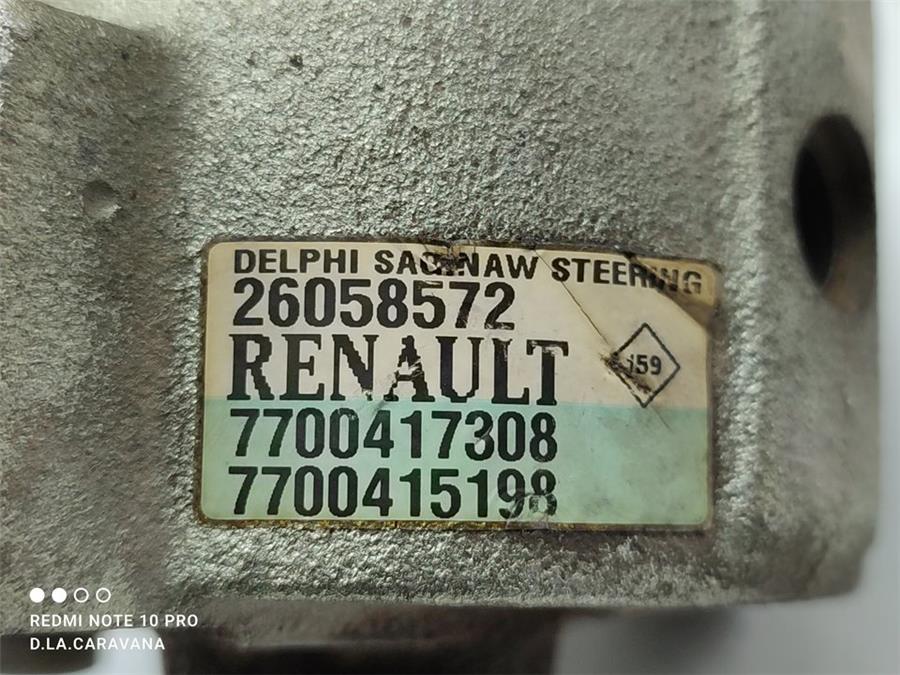 DELPHI SAGINAW STEERING
26058572
RENAULT
159
7700417308
7700415198
REDMI NOTE 10 PRO
D.LA.CARAVANA